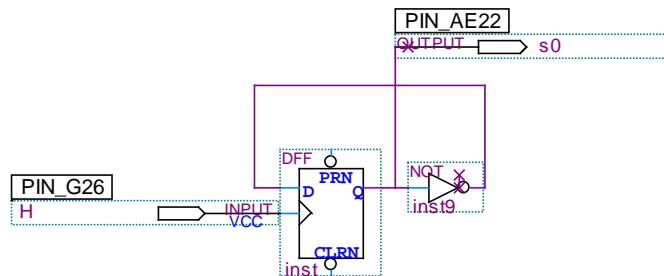 PIN_AE22
OUTPUT s0
DFF
PRN
NOT
PIN_G26
D Q
H INPUT
VCC
inst9
CLRN
inst